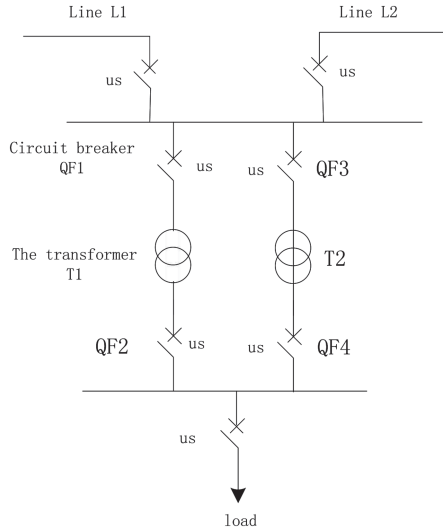 Line L1
Line L2
us
us
Circuit breaker
QF1
us
QF3
us
The transformer
T1
T2
QF2
us
us
QF4
us
load